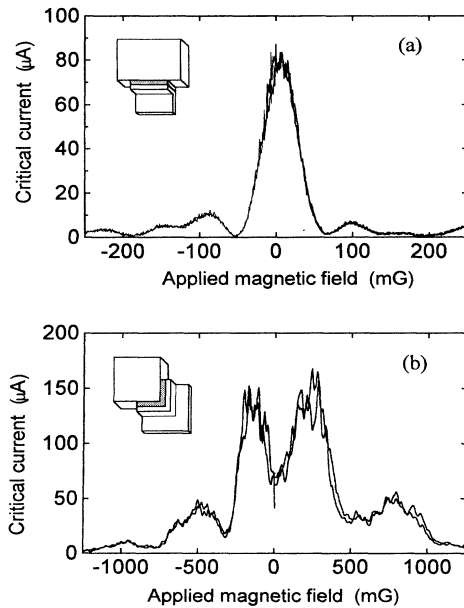 100
(a)
80
60
40
20
0
Critical current (μA)
-200 -100 0 100 200
Applied magnetic field (mG)
200
(b)
150
100
50
0
Critical current (μA)
-1000 -500 0 500 1000
Applied magnetic field (mG)